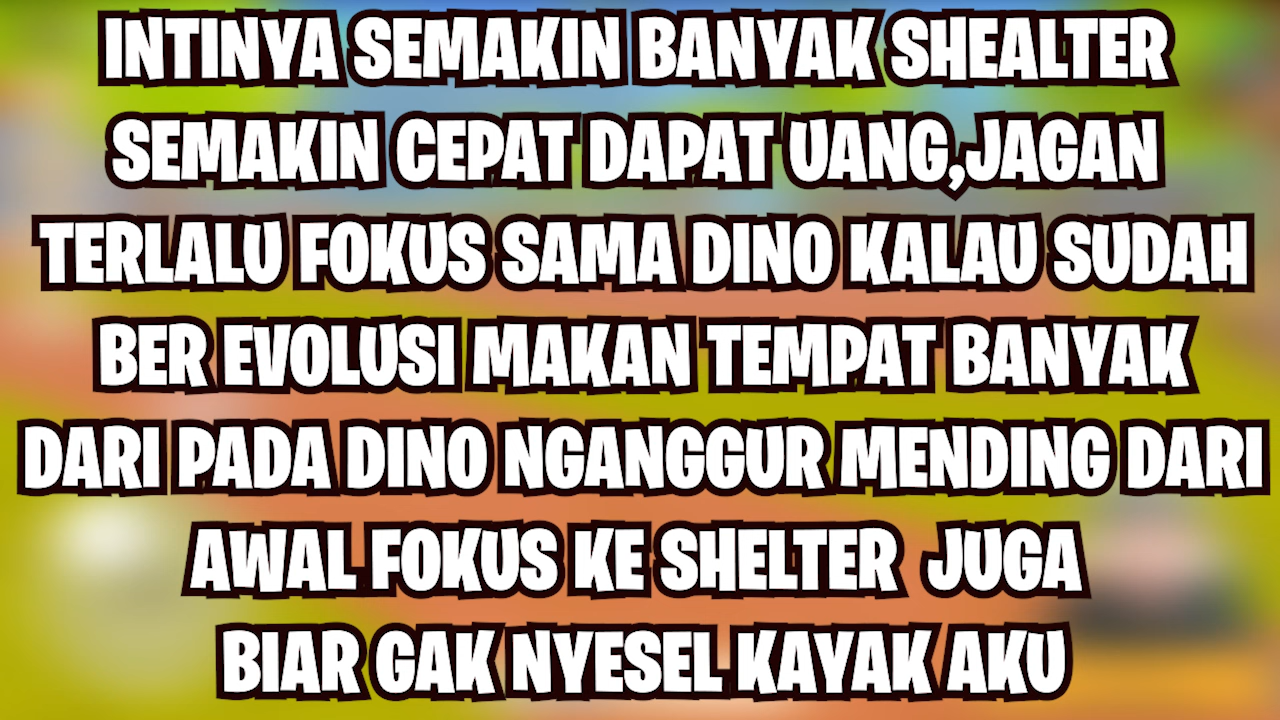 INTINYA SEMAKIN BANYAK SHEALTER
SEMAKIN CEPAT DAPAT UANG,JAGAN
TERLALU FOKUS SAMA DINO KALAU SUDAH
BER EVOLUSI MAKAN TEMPAT BANYAK
DARI PADA DINO NGANGGUR MENDING DARI
AWAL FOKUS KE SHELTER JUGA
BIAR GAK NYESEL KAYAK AKU